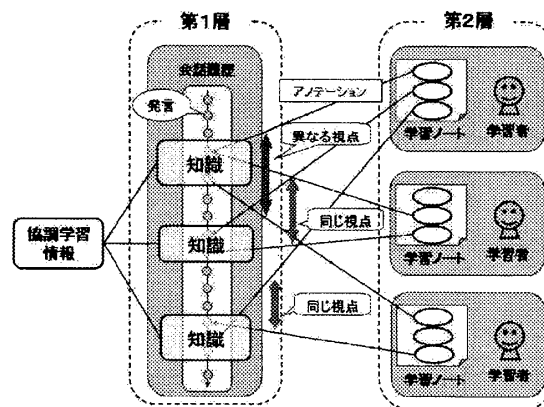 第1層
第2層
会話履歴
発言
アノテーション
異なる視点
知識
学習ノート
学習者
協調学習
情報
知識
同じ視点
学習ノート
学習者
知識
同じ視点
学習ノート
学習者